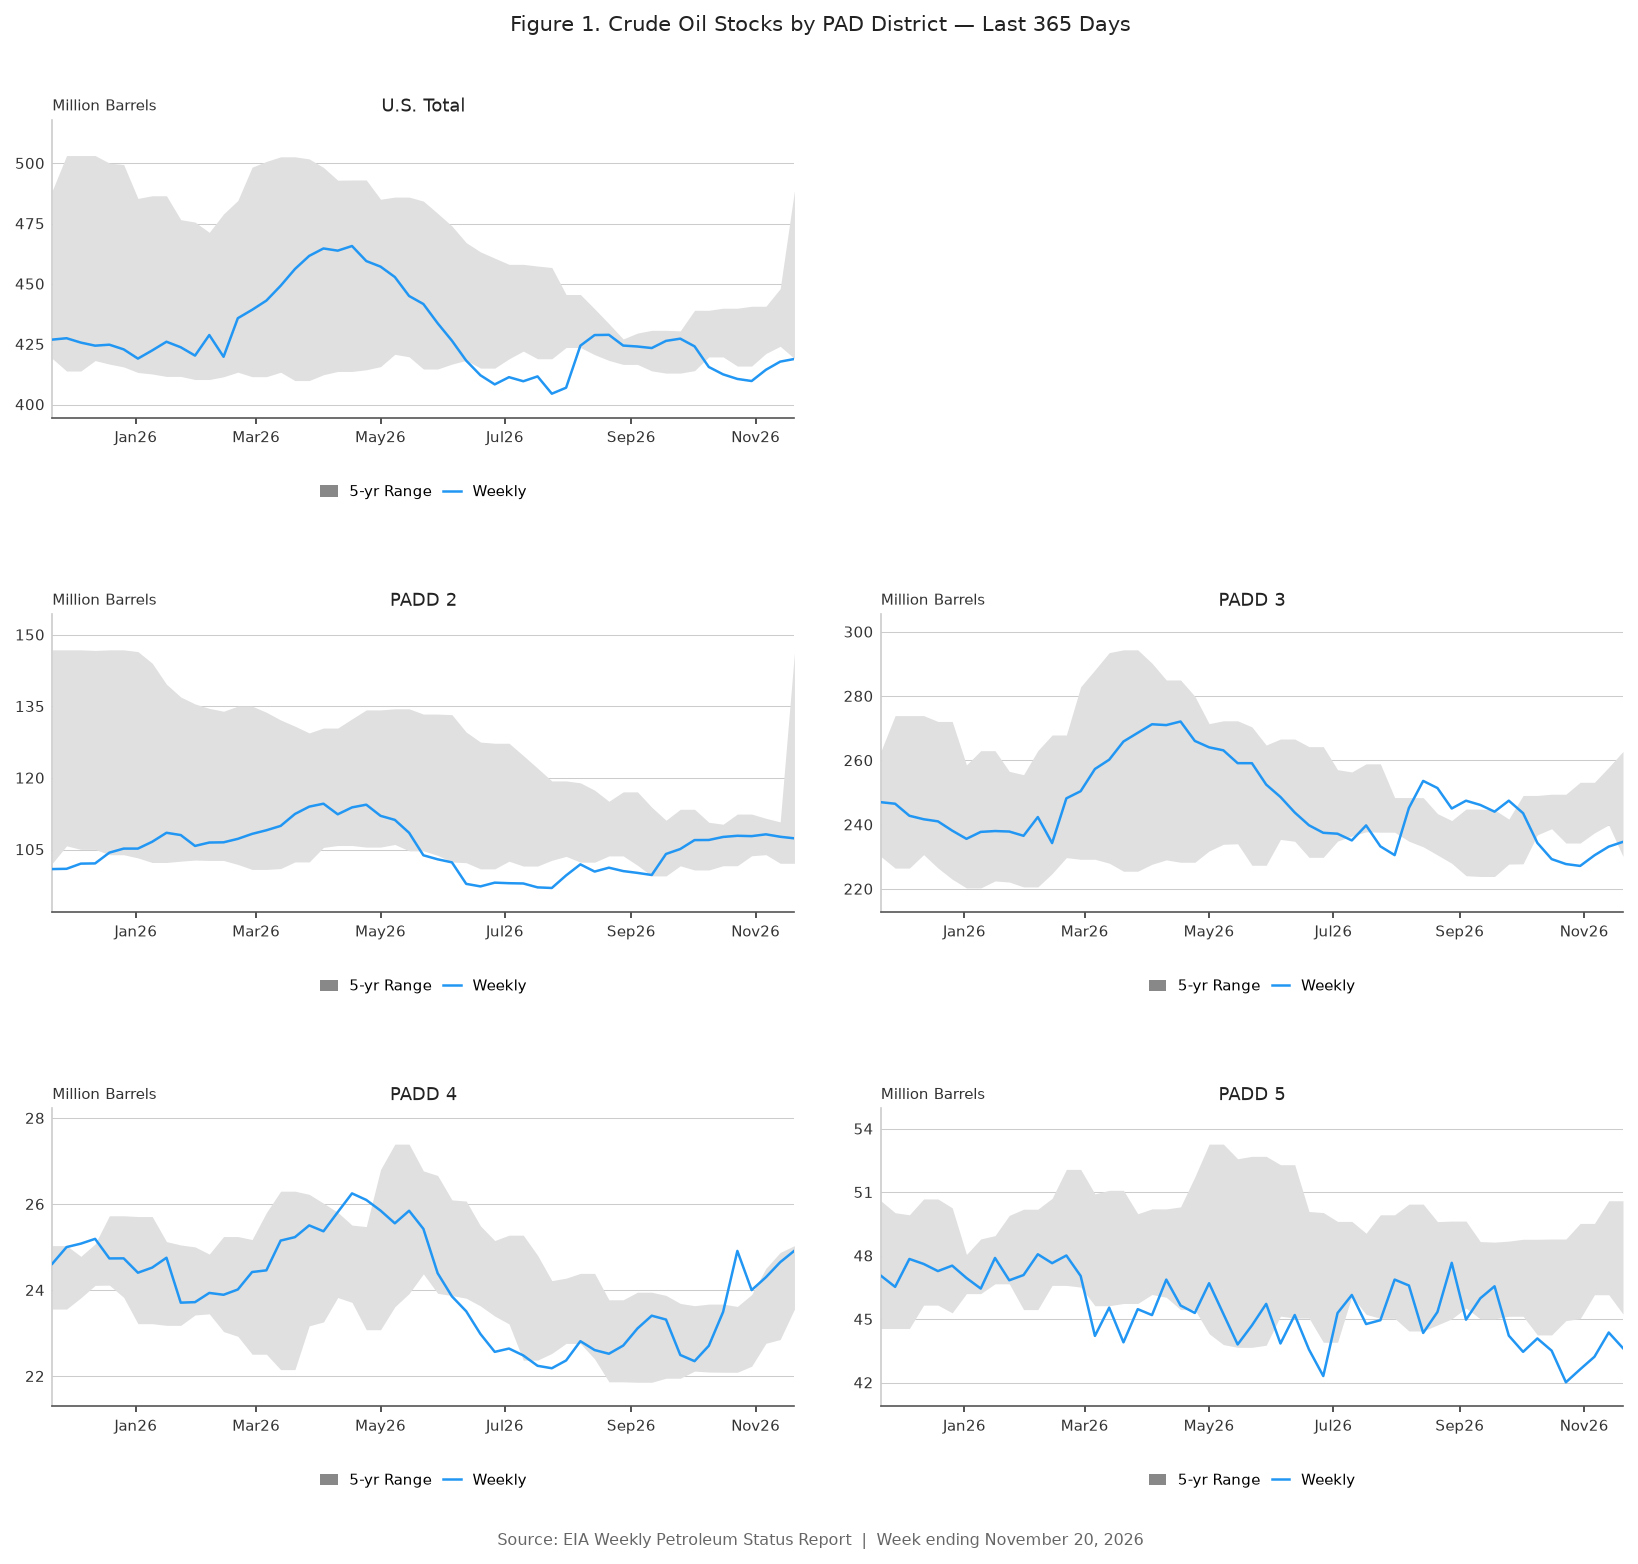 Figure 1. Crude Oil Stocks by PAD District — Last 365 Days
Million Barrels
U.S. Total
500
475
450
425
400
Jan26 Mar26 May26 Jul26 Sep26 Nov26
5-yr Range Weekly
Million Barrels
PADD 2
150
135
120
105
Jan26 Mar26 May26 Jul26 Sep26 Nov26
5-yr Range Weekly
Million Barrels
PADD 3
300
280
260
240
220
Jan26 Mar26 May26 Jul26 Sep26 Nov26
5-yr Range Weekly
Million Barrels
PADD 4
28
26
24
22
Jan26 Mar26 May26 Jul26 Sep26 Nov26
5-yr Range Weekly
Million Barrels
PADD 5
54
51
48
45
42
Jan26 Mar26 May26 Jul26 Sep26 Nov26
5-yr Range Weekly
Source: EIA Weekly Petroleum Status Report | Week ending November 20, 2026